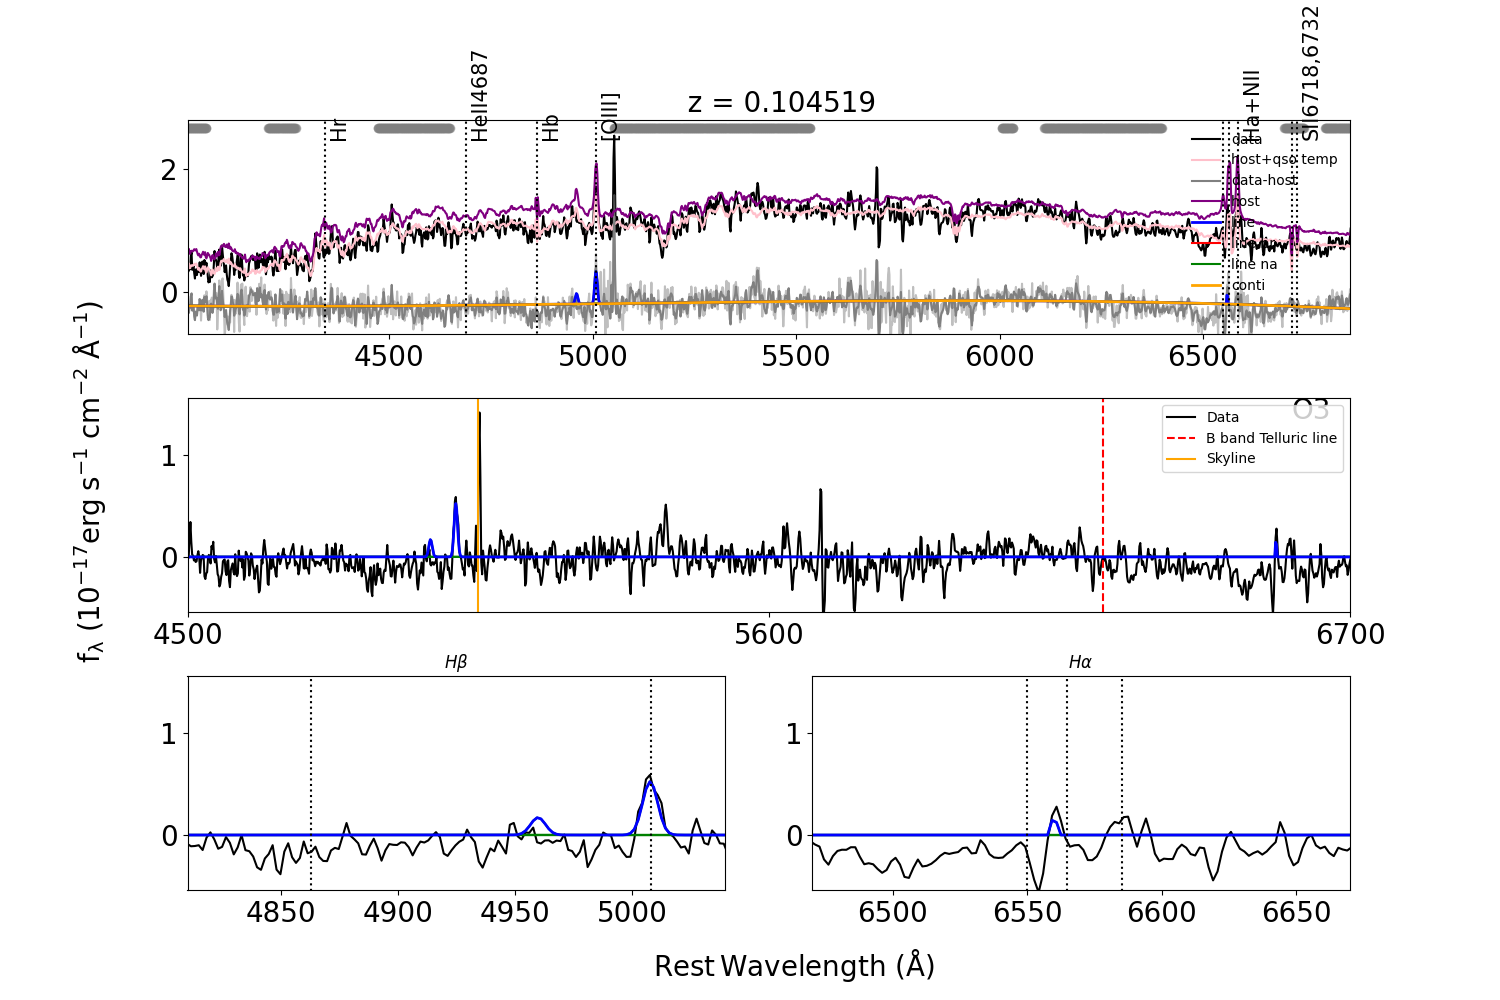 z = 0.104519
Hr
HeII4687
Hb
[OIII]
Ha+NII
SII6718,6732
data
host+qso temp
data-host
host
line
line na
conti
2
0
4500
5000
5500
6000
6500
O3
Data
B band Telluric line
Skyline
1
0
4500
5600
6700
fλ (10⁻¹⁷erg s⁻¹ cm⁻² Å⁻¹)
Hβ
1
0
4850
4900
4950
5000
Hα
1
0
6500
6550
6600
6650
Rest Wavelength (Å)